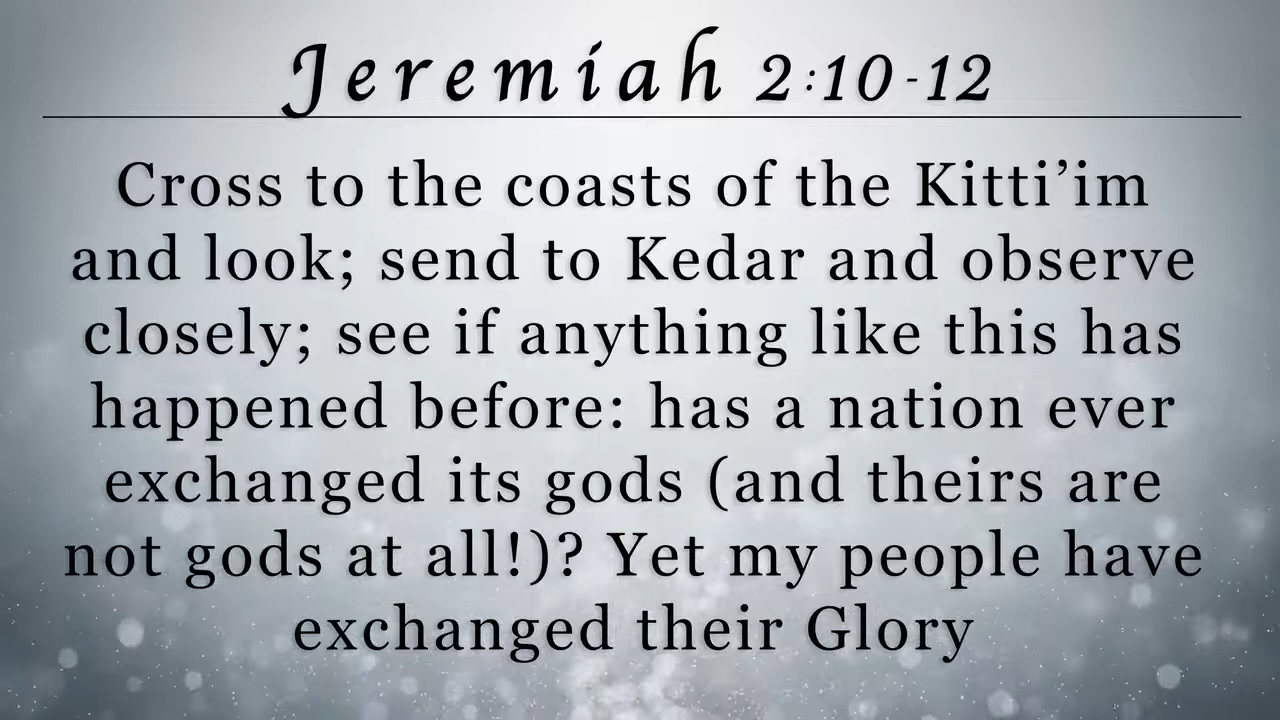 Jeremiah 2:10-12
Cross to the coasts of the Kitti’im
and look; send to Kedar and observe
closely; see if anything like this has
happened before: has a nation ever
exchanged its gods (and theirs are
not gods at all!)? Yet my people have
exchanged their Glory